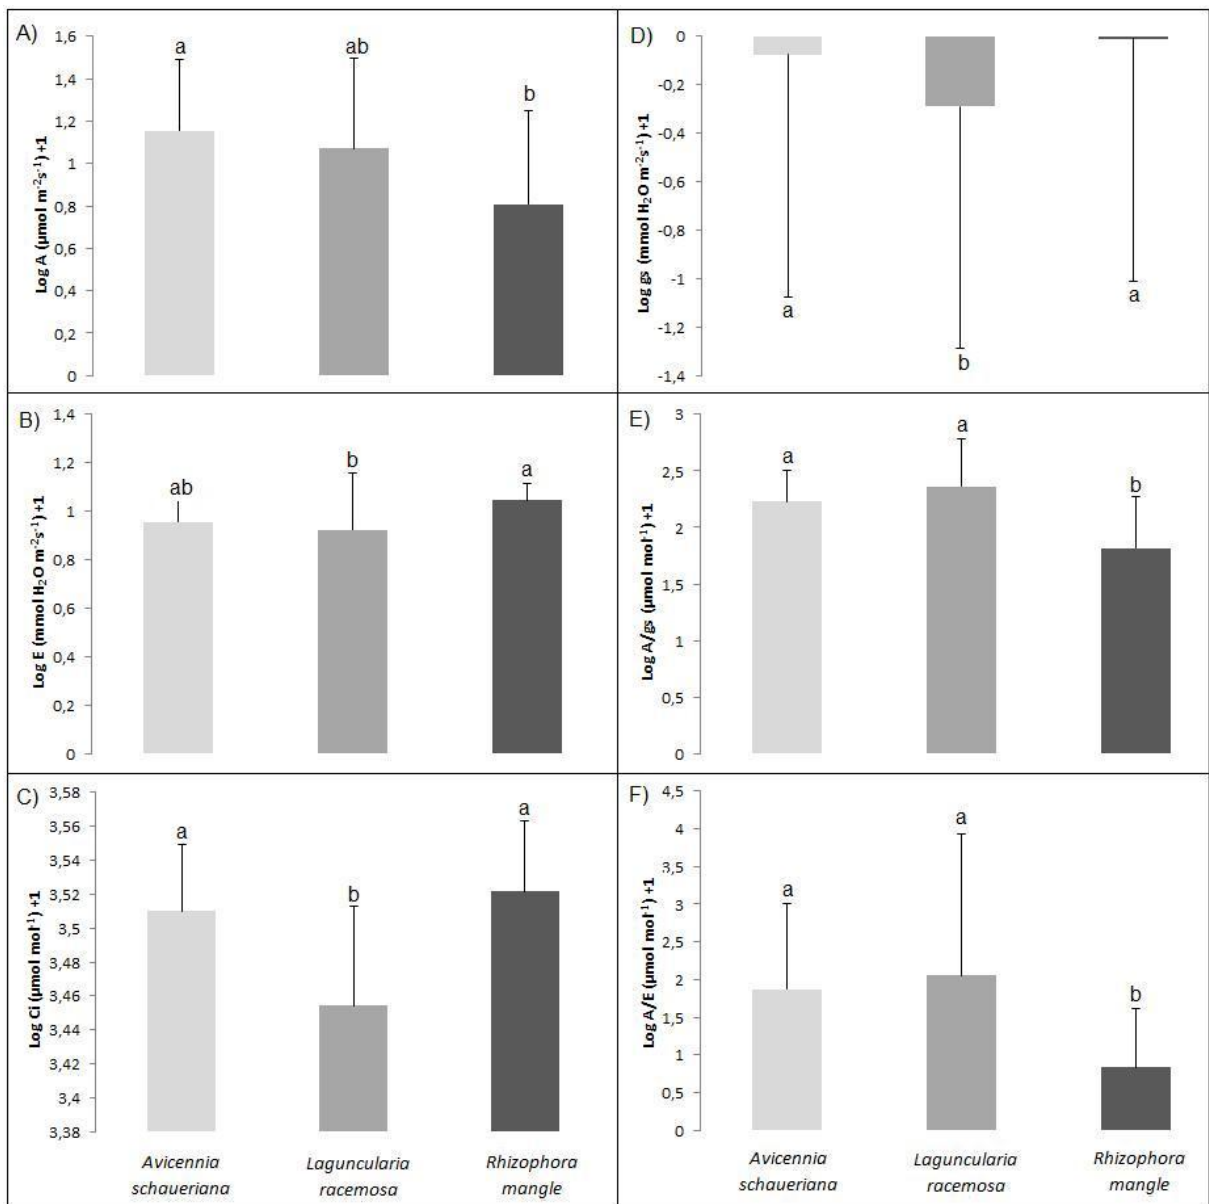 A)
Log A (µmol m⁻²s⁻¹) +1
1,6
1,4
1,2
1
0,8
0,6
0,4
0,2
0
a
ab
b
D)
Log gs (mmol H₂O m⁻²s⁻¹) +1
0
-0,2
-0,4
-0,6
-0,8
-1
-1,2
-1,4
a
b
a
B)
Log E (mmol H₂O m⁻²s⁻¹) +1
1,4
1,2
1
0,8
0,6
0,4
0,2
0
ab
b
a
E)
Log A/gs (µmol mol⁻¹) +1
3
2,5
2
1,5
1
0,5
0
a
a
b
C)
Log Ci (µmol mol⁻¹) +1
3,58
3,56
3,54
3,52
3,5
3,48
3,46
3,44
3,42
3,4
3,38
a
b
a
Avicennia
schaueriana
Laguncularia
racemosa
Rhizophora
mangle
F)
Log A/E (µmol mol⁻¹) +1
4,5
4
3,5
3
2,5
2
1,5
1
0,5
0
a
a
b
Avicennia
schaueriana
Laguncularia
racemosa
Rhizophora
mangle